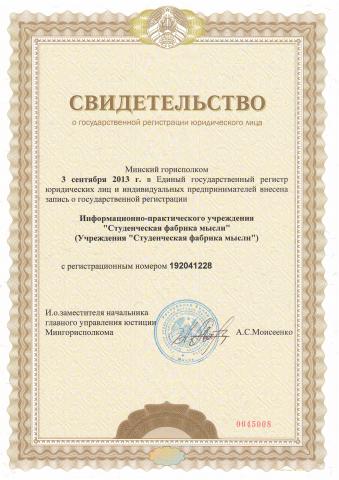 СВИДЕТЕЛЬСТВО
о государственной регистрации юридического лица
Минский горисполком
3 сентября 2013 г. в Единый государственный регистр
юридических лиц и индивидуальных предпринимателей внесена
запись о государственной регистрации
Информационно-практического учреждения
"Студенческая фабрика мысли"
(Учреждения "Студенческая фабрика мысли")
с регистрационным номером 192041228
И.о.заместителя начальника
главного управления юстиции
Мингорисполкома
А.С.Моисеенко
0045008